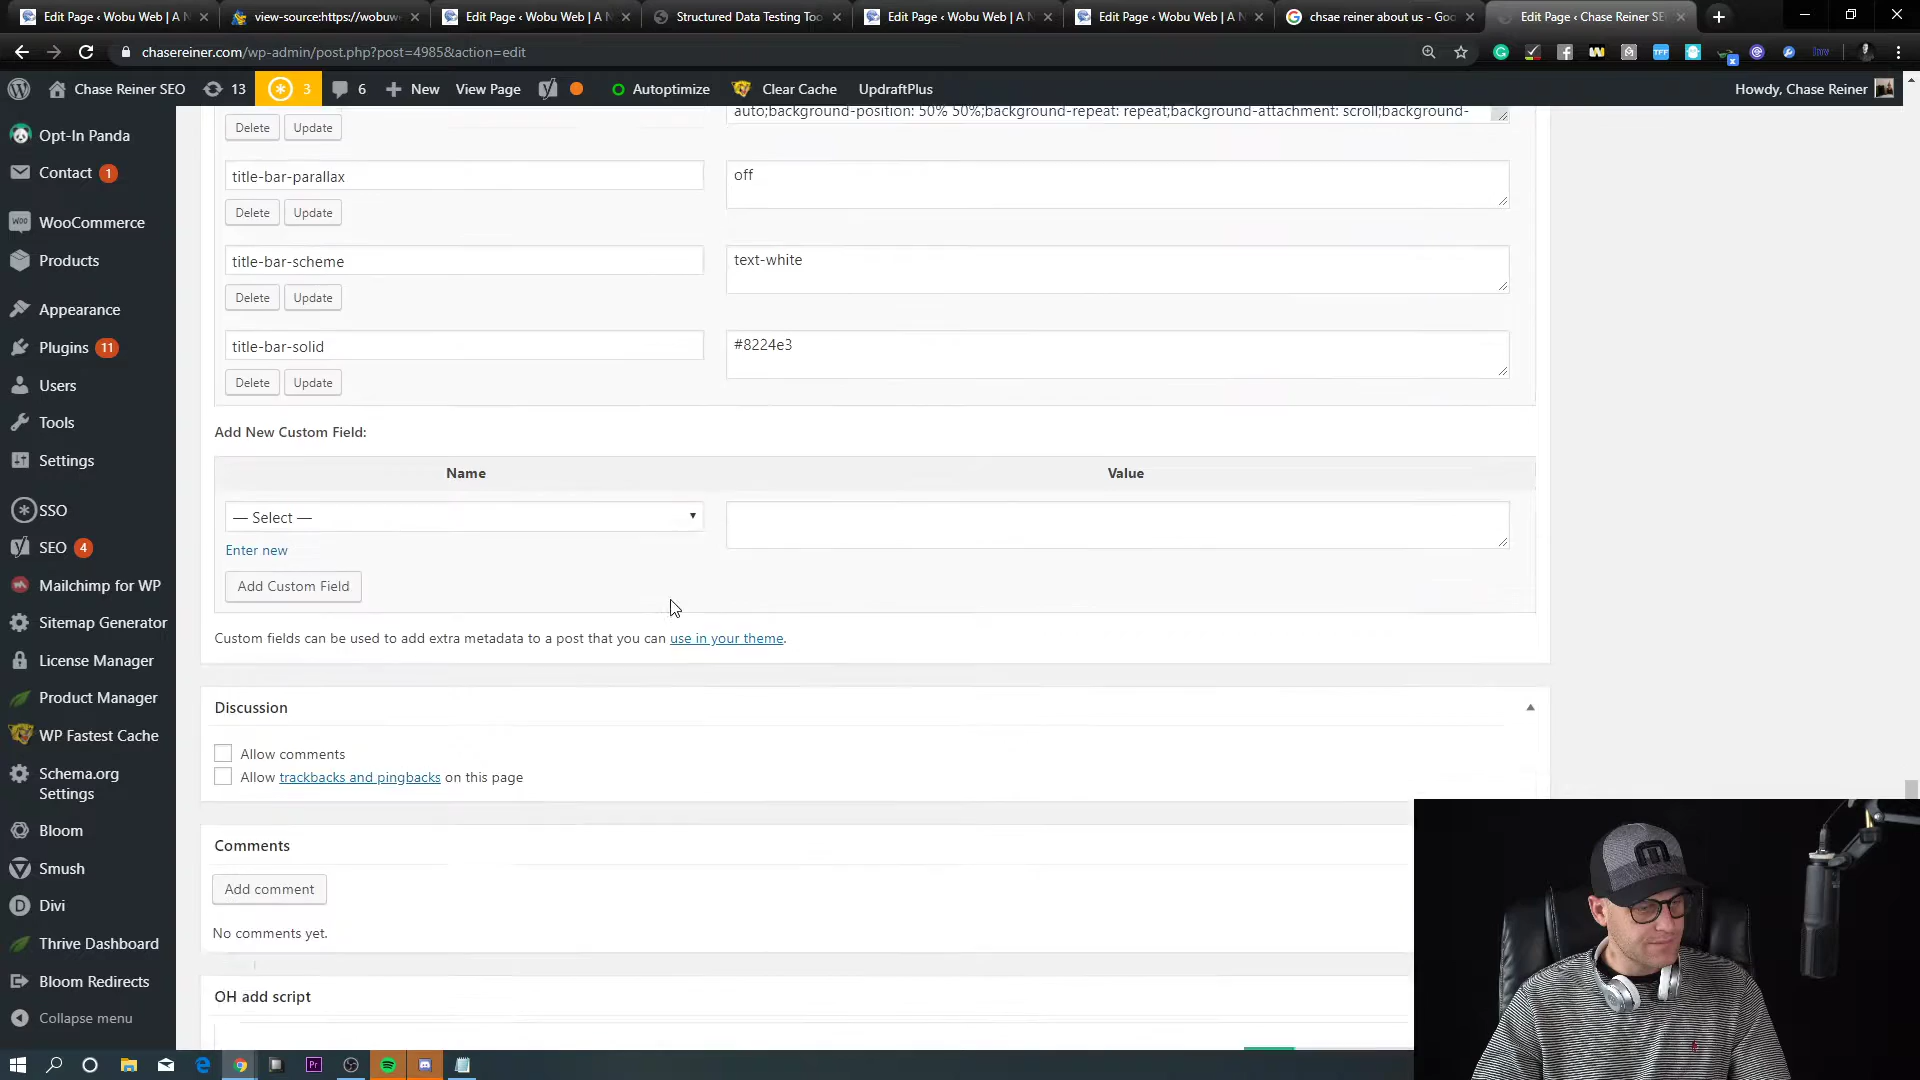 Edit Page ‹ Wobu Web | A N
view-source:https://wobuwe
Edit Page ‹ Wobu Web | A N
Structured Data Testing Too
Edit Page ‹ Wobu Web | A N
Edit Page ‹ Wobu Web | A N
chsae reiner about us - Goo
Edit Page ‹ Chase Reiner SE
chasereiner.com/wp-admin/post.php?post=4985&action=edit
Chase Reiner SEO 13 3 6 New View Page Autoptimize Clear Cache UpdraftPlus Howdy, Chase Reiner
Opt-In Panda
Contact 1
WooCommerce
Products
Appearance
Plugins 11
Users
Tools
Settings
SSO
SEO 4
Mailchimp for WP
Sitemap Generator
License Manager
Product Manager
WP Fastest Cache
Schema.org
Settings
Bloom
Smush
Divi
Thrive Dashboard
Bloom Redirects
Collapse menu
auto;background-position: 50% 50%;background-repeat: repeat;background-attachment: scroll;background-
Delete Update
title-bar-parallax off
Delete Update
title-bar-scheme text-white
Delete Update
title-bar-solid #8224e3
Delete Update
Add New Custom Field:
Name Value
— Select —
Enter new
Add Custom Field
Custom fields can be used to add extra metadata to a post that you can use in your theme.
Discussion
Allow comments
Allow trackbacks and pingbacks on this page
Comments
Add comment
No comments yet.
OH add script